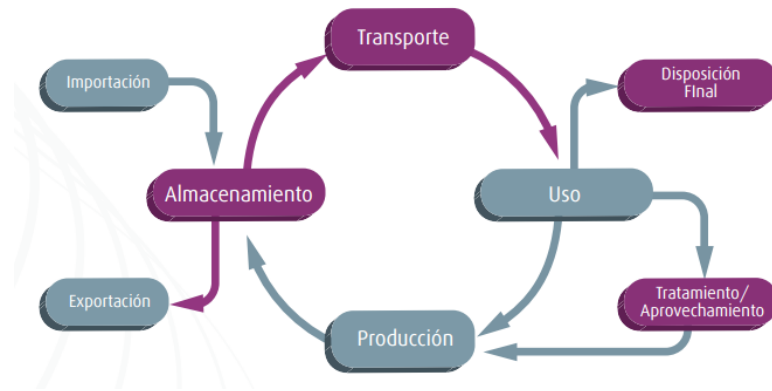 Transporte
Importación
Disposición
FInal
Almacenamiento
Uso
Exportación
Tratamiento/
Aprovechamiento
Producción